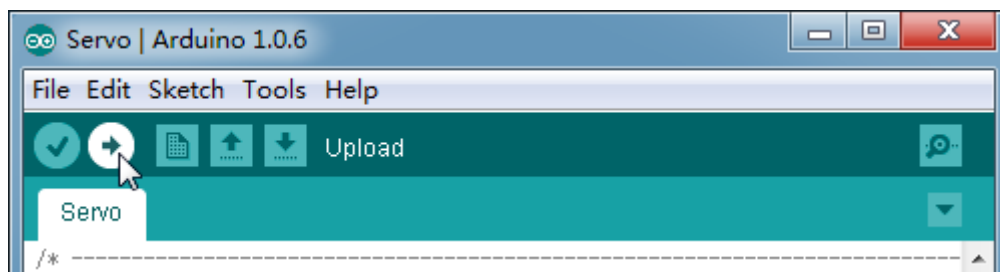 Servo | Arduino 1.0.6
File Edit Sketch Tools Help
Upload
Servo
/* --------------------------------------------------------------------------